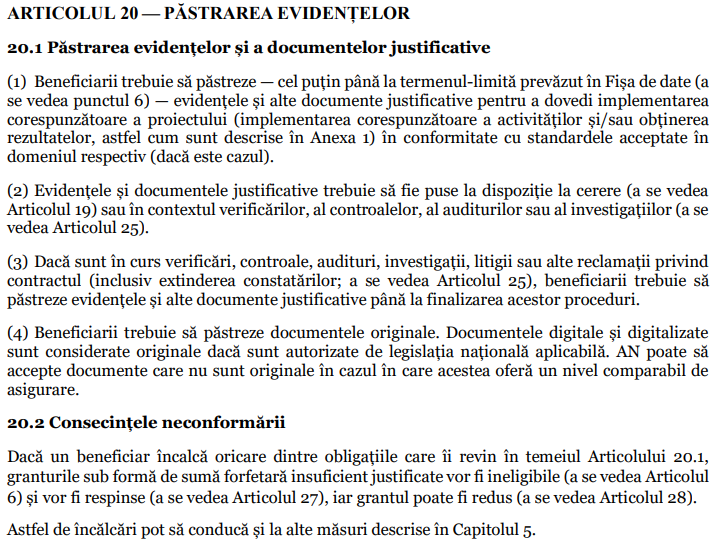 ARTICOLUL 20 — PĂSTRAREA EVIDENȚELOR
20.1 Păstrarea evidențelor și a documentelor justificative
(1) Beneficiarii trebuie să păstreze — cel puțin până la termenul-limită prevăzut în Fișa de date (a
se vedea punctul 6) — evidențele și alte documente justificative pentru a dovedi implementarea
corespunzătoare a proiectului (implementarea corespunzătoare a activităților și/sau obținerea
rezultatelor, astfel cum sunt descrise în Anexa 1) în conformitate cu standardele acceptate în
domeniul respectiv (dacă este cazul).
(2) Evidențele și documentele justificative trebuie să fie puse la dispoziție la cerere (a se vedea
Articolul 19) sau în contextul verificărilor, al controalelor, al auditurilor sau al investigațiilor (a se
vedea Articolul 25).
(3) Dacă sunt în curs verificări, controale, audituri, investigații, litigii sau alte reclamații privind
contractul (inclusiv extinderea constatărilor; a se vedea Articolul 25), beneficiarii trebuie să
păstreze evidențele și alte documente justificative până la finalizarea acestor proceduri.
(4) Beneficiarii trebuie să păstreze documentele originale. Documentele digitale și digitalizate
sunt considerate originale dacă sunt autorizate de legislația națională aplicabilă. AN poate să
accepte documente care nu sunt originale în cazul în care acestea oferă un nivel comparabil de
asigurare.
20.2 Consecințele neconformării
Dacă un beneficiar încalcă oricare dintre obligațiile care îi revin în temeiul Articolului 20.1,
granturile sub formă de sumă forfetară insuficient justificate vor fi ineligibile (a se vedea Articolul
6) și vor fi respinse (a se vedea Articolul 27), iar grantul poate fi redus (a se vedea Articolul 28).
Astfel de încălcări pot să conducă și la alte măsuri descrise în Capitolul 5.